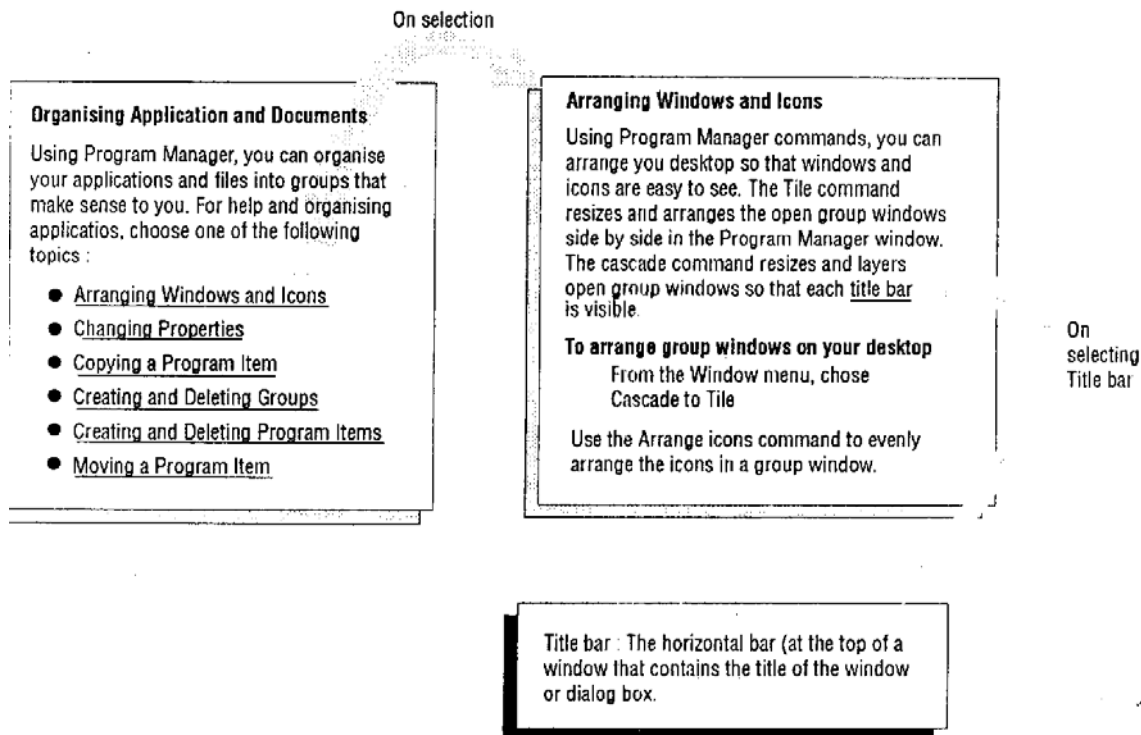 On selection
Organising Application and Documents
Using Program Manager, you can organise
your applications and files into groups that
make sense to you. For help and organising
applicatios, choose one of the following
topics :
● Arranging Windows and Icons
● Changing Properties
● Copying a Program Item
● Creating and Deleting Groups
● Creating and Deleting Program Items
● Moving a Program Item
Arranging Windows and Icons
Using Program Manager commands, you can
arrange you desktop so that windows and
icons are easy to see. The Tile command
resizes and arranges the open group windows
side by side in the Program Manager window.
The cascade command resizes and layers
open group windows so that each title bar
is visible.
To arrange group windows on your desktop
From the Window menu, chose
Cascade to Tile
Use the Arrange icons command to evenly
arrange the icons in a group window.
On
selecting
Title bar
Title bar : The horizontal bar (at the top of a
window that contains the title of the window
or dialog box.